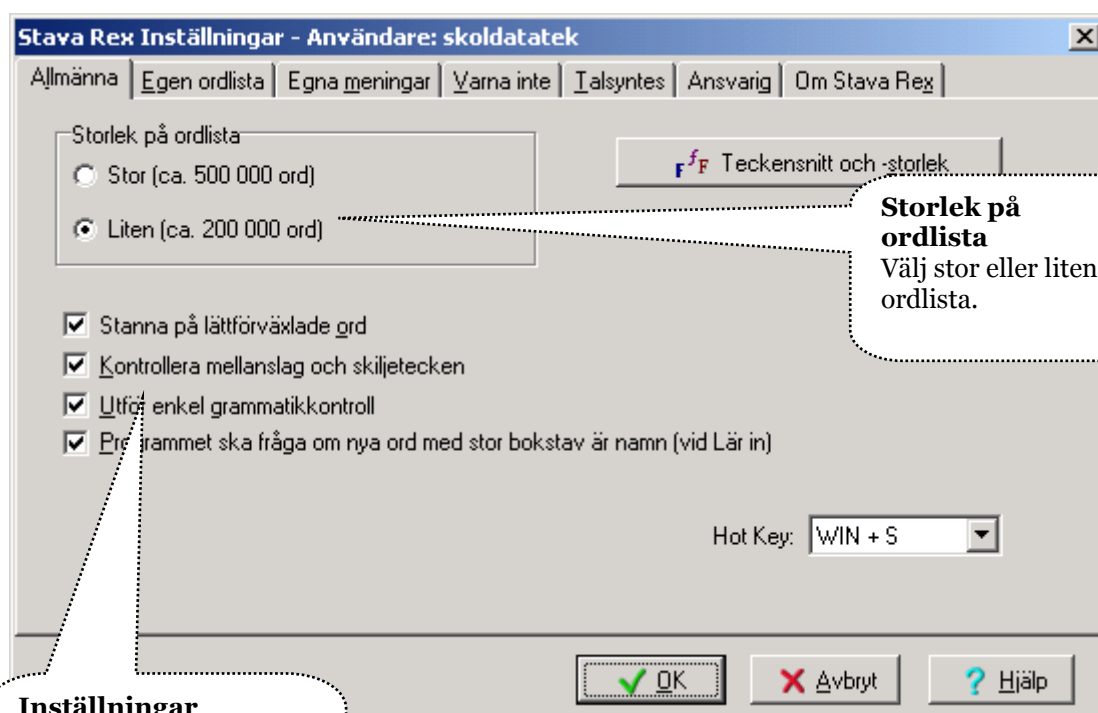 Stava Rex Inställningar - Användare: skoldatatek
Allmänna Egen ordlista Egna meningar Varna inte Talsyntes Ansvarig Om Stava Rex
Storlek på ordlista
Stor (ca. 500 000 ord)
Liten (ca. 200 000 ord)
Teckensnitt och -storlek
Storlek på
ordlista
Välj stor eller liten
ordlista.
Stanna på lättförväxlade ord
Kontrollera mellanslag och skiljetecken
Utför enkel grammatikkontroll
Programmet ska fråga om nya ord med stor bokstav är namn (vid Lär in)
Hot Key: WIN + S
OK Avbryt Hjälp
Inställningar